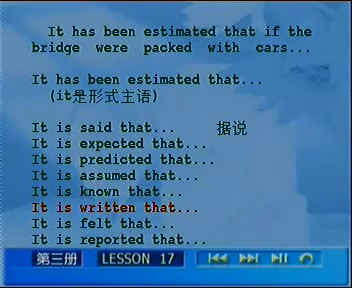 It has been estimated that if the
bridge were packed with cars...
It has been estimated that...
(it是形式主语)
It is said that... 据说
It is expected that...
It is predicted that...
It is assumed that...
It is known that...
It is written that...
It is felt that...
It is reported that...
第三册 LESSON 17